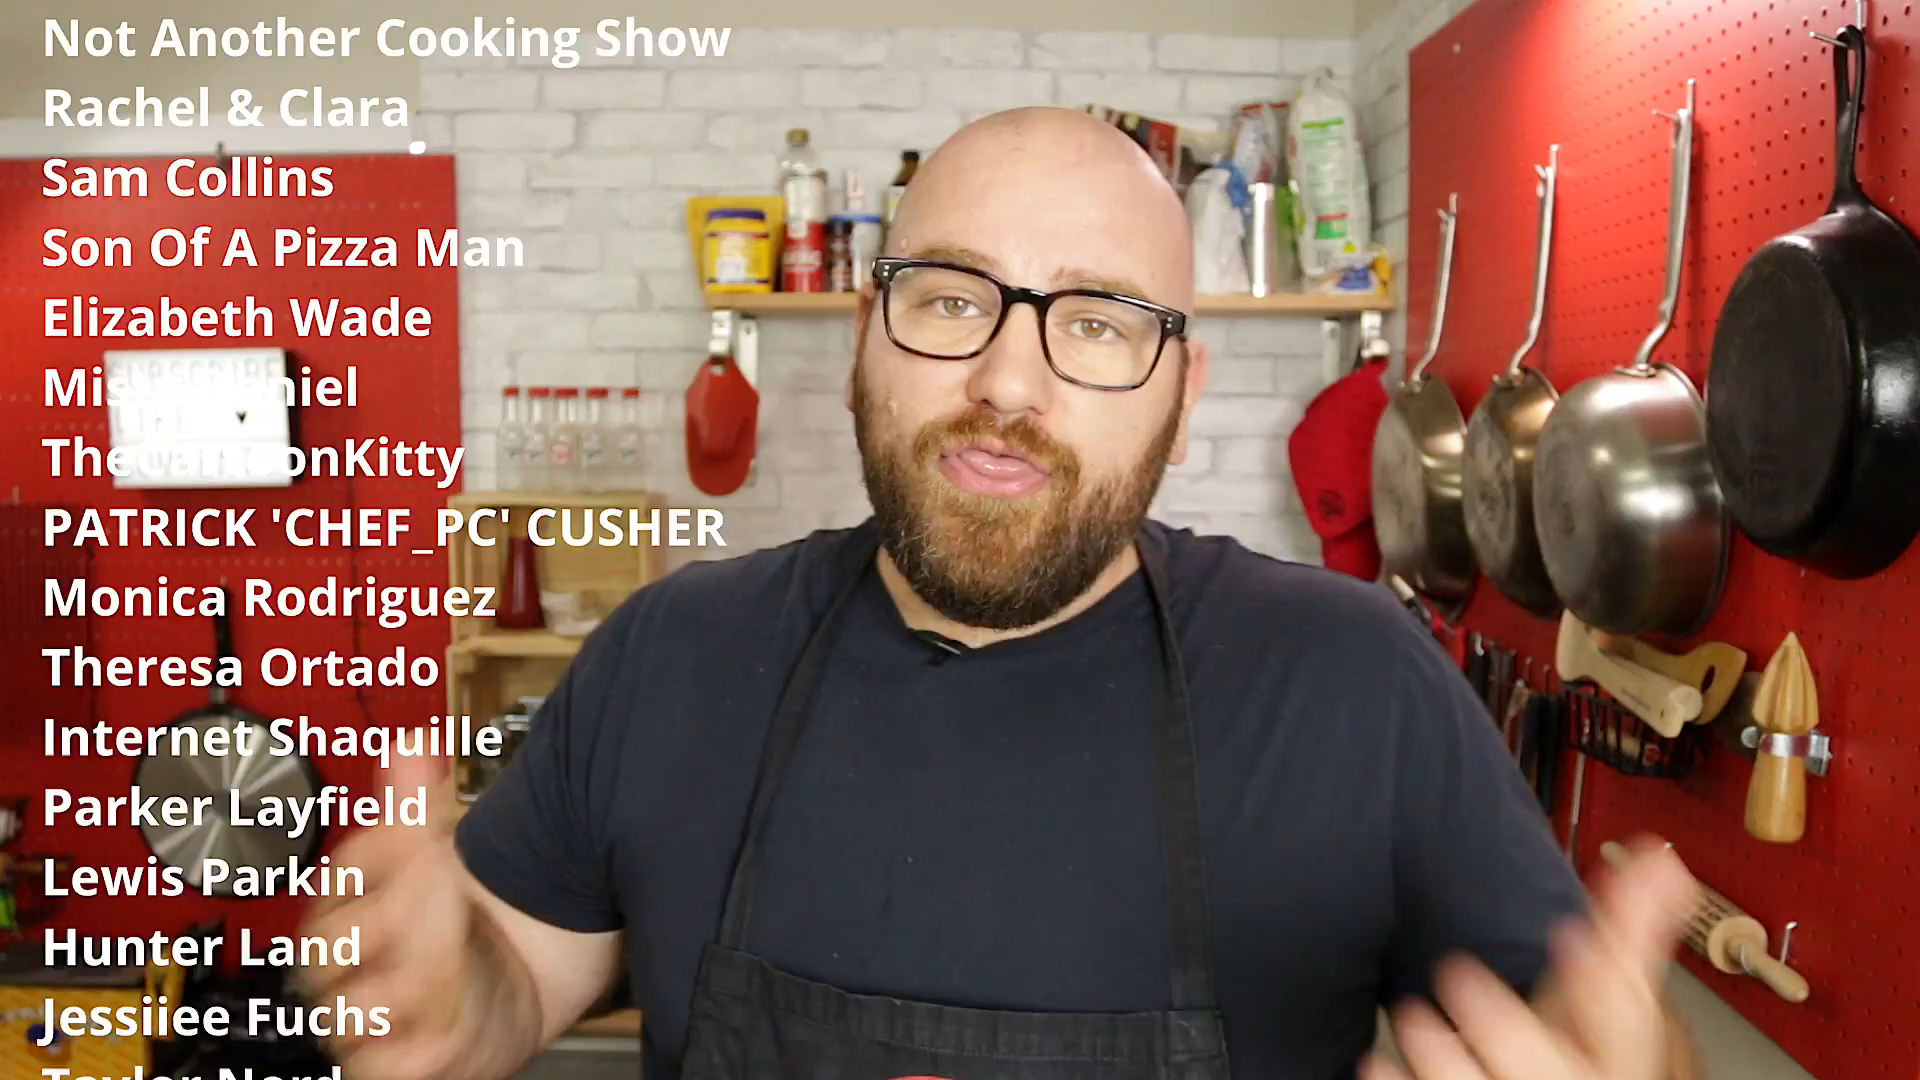 Not Another Cooking Show
Rachel & Clara
Sam Collins
Son Of A Pizza Man
Elizabeth Wade
TheCartoonKitty
PATRICK 'CHEF_PC' CUSHER
Monica Rodriguez
Theresa Ortado
Internet Shaquille
Parker Layfield
Lewis Parkin
Hunter Land
Jessiiee Fuchs